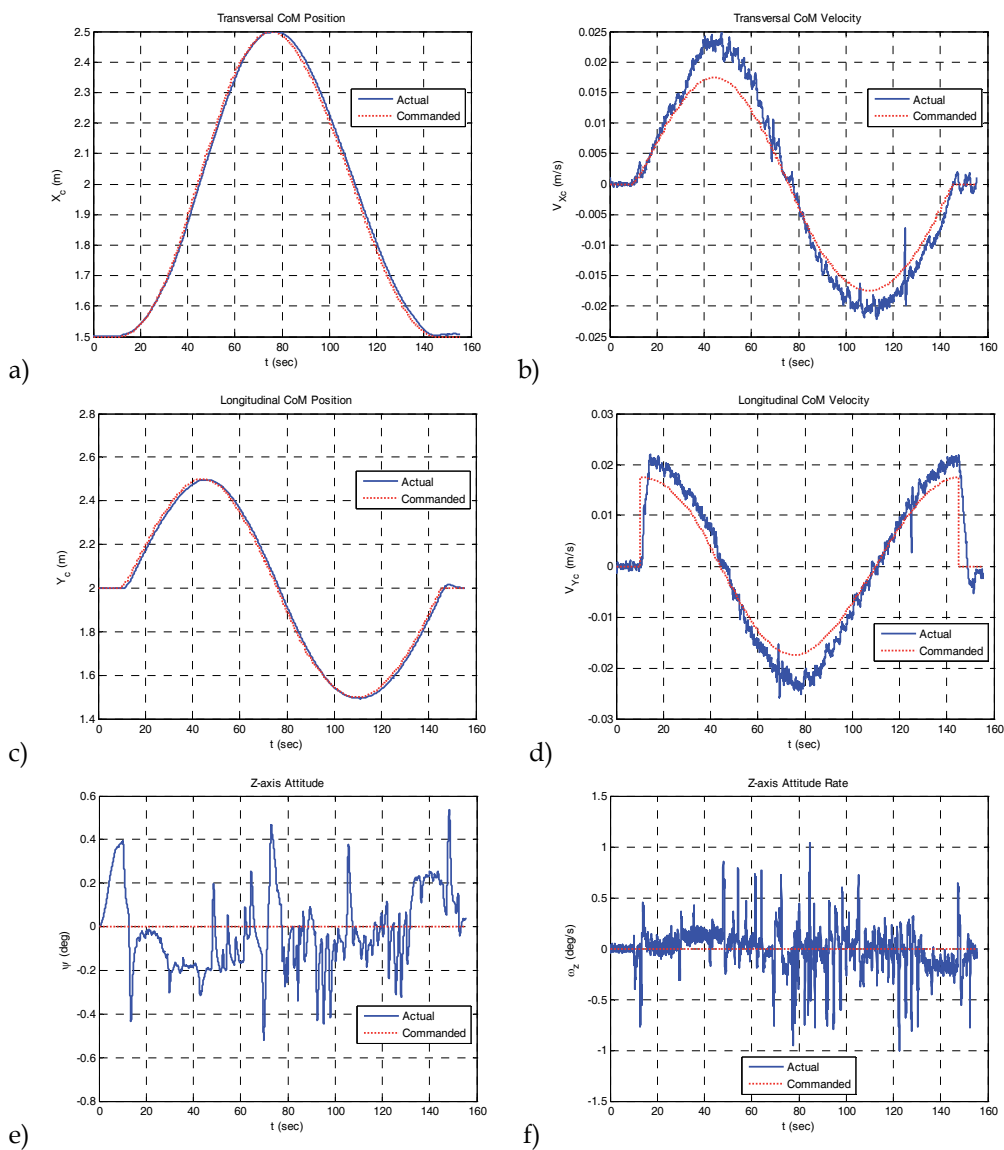 Transversal CoM Position
2.5
2.4
2.3
2.2
2.1
2
1.9
1.8
1.7
1.6
1.5
X_c (m)
Actual
Commanded
0 20 40 60 80 100 120 140 160
t (sec)
a)
Transversal CoM Velocity
0.025
0.02
0.015
0.01
0.005
0
-0.005
-0.01
-0.015
-0.02
-0.025
V_Xc (m/s)
Actual
Commanded
0 20 40 60 80 100 120 140 160
t (sec)
b)
Longitudinal CoM Position
2.8
2.6
2.4
2.2
2
1.8
1.6
1.4
Y_c (m)
Actual
Commanded
0 20 40 60 80 100 120 140 160
t (sec)
c)
Longitudinal CoM Velocity
0.03
0.02
0.01
0
-0.01
-0.02
-0.03
V_Yc (m/s)
Actual
Commanded
0 20 40 60 80 100 120 140 160
t (sec)
d)
Z-axis Attitude
0.6
0.4
0.2
0
-0.2
-0.4
-0.6
-0.8
ψ (deg)
Actual
Commanded
0 20 40 60 80 100 120 140 160
t (sec)
e)
Z-axis Attitude Rate
1.5
1
0.5
0
-0.5
-1
-1.5
ω_z (deg/s)
Actual
Commanded
0 20 40 60 80 100 120 140 160
t (sec)
f)